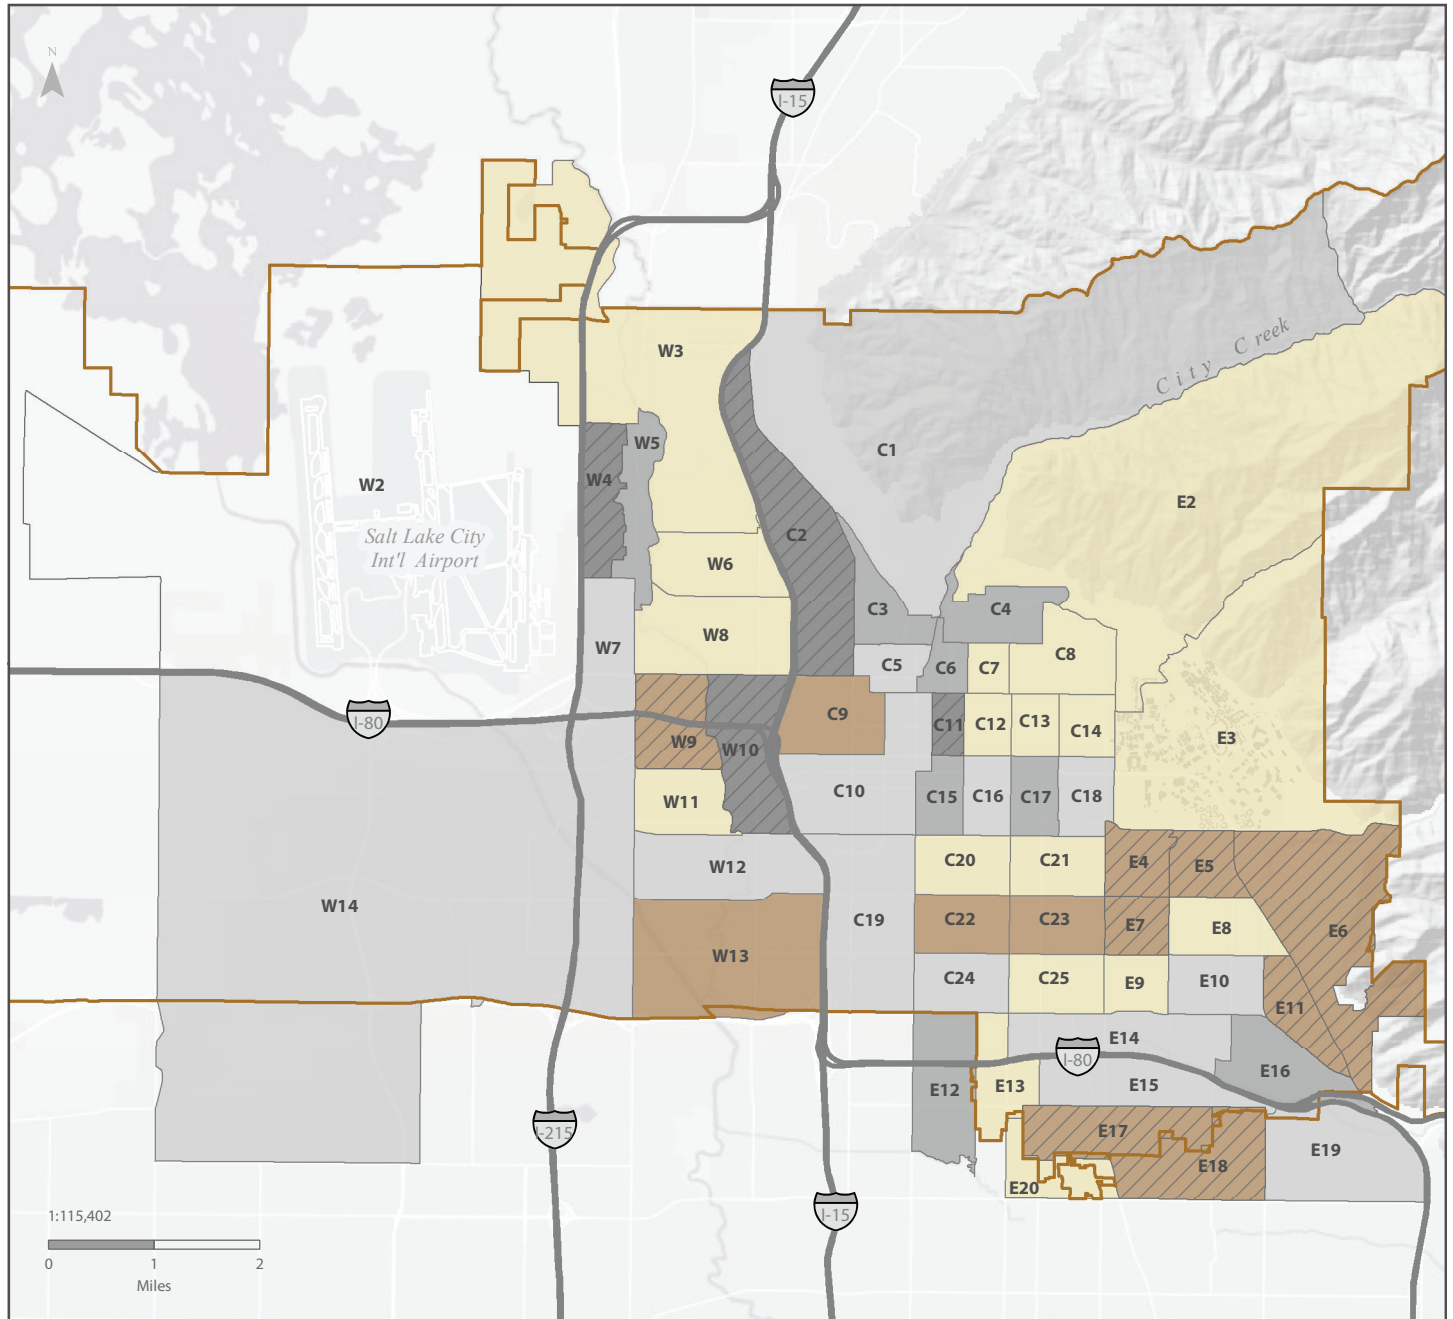 N
I-15
W3
City Creek
C1
W5
W4
W2
E2
Salt Lake City
Int'l Airport
C2
W6
C3
C4
W8
W7
C8
C5
C6
C7
C9
C11
C12
C13
C14
I-80
W9
W10
E3
C10
W11
C15
C16
C17
C18
W12
C20
C21
E4
E5
W14
C19
C22
C23
E7
E8
E6
W13
C24
C25
E9
E10
E11
E14
I-80
E12
E13
E15
E16
I-215
E17
E19
E18
E20
I-15
1:115,402
0 1 2
Miles